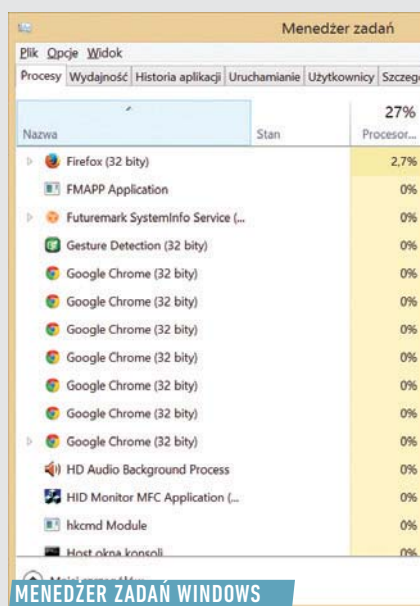 Menedżer zadań
Plik Opcje Widok
Procesy Wydajność Historia aplikacji Uruchamianie Użytkownicy Szczegó
27%
Nazwa Stan Procesor...
Firefox (32 bity) 2,7%
FMAPP Application 0%
Futuremark SystemInfo Service (... 0%
Gesture Detection (32 bity) 0%
Google Chrome (32 bity) 0%
Google Chrome (32 bity) 0%
Google Chrome (32 bity) 0%
Google Chrome (32 bity) 0%
Google Chrome (32 bity) 0%
Google Chrome (32 bity) 0%
Google Chrome (32 bity) 0%
HD Audio Background Process 0%
HID Monitor MFC Application (... 0%
hkcmd Module 0%
Host okna konsoli 0%
MENEDŻER ZADAŃ WINDOWS